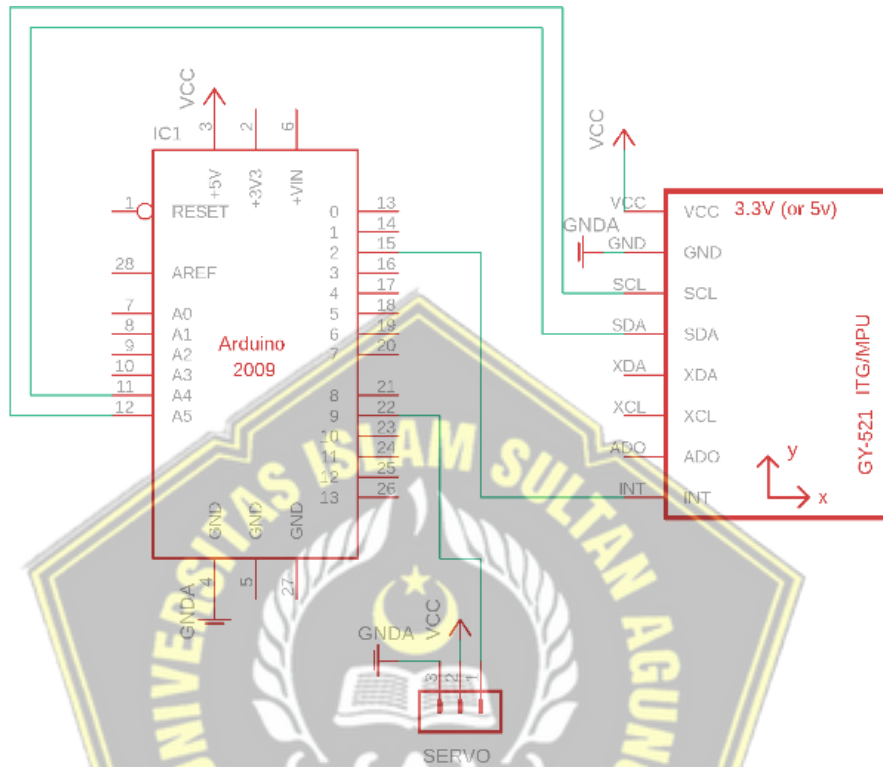 VCC
IC1
3
2
6
+5V
+3V3
+VIN
1
RESET
28
AREF
7
A0
8
A1
9
A2
10
A3
11
A4
12
A5
Arduino
2009
0
13
1
14
2
15
3
16
4
17
5
18
6
19
7
20
8
21
9
22
10
23
11
24
12
25
13
26
GND
GND
GND
4
5
27
GNDA
VCC
VCC
VCC
3.3V (or 5v)
GNDA
GND
GND
SCL
SCL
SDA
SDA
XDA
XDA
XCL
XCL
ADO
ADO
INT
INT
GY-521 ITG/MPU
y
x
GNDA
VCC
3
2
1
SERVO
UNIVERSITAS ISLAM SULTAN AGUNG